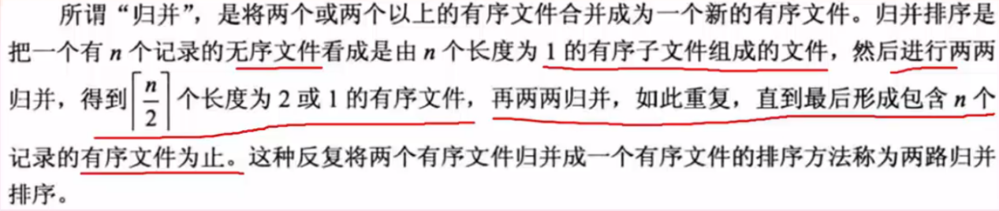 所谓“归并”,是将两个或两个以上的有序文件合并成为一个新的有序文件。归并排序是
把一个有 n 个记录的无序文件看成是由 n 个长度为 1 的有序子文件组成的文件,然后进行两两
归并,得到⌈n/2⌉个长度为 2 或 1 的有序文件,再两两归并,如此重复,直到最后形成包含 n 个
记录的有序文件为止。这种反复将两个有序文件归并成一个有序文件的排序方法称为两路归并
排序。